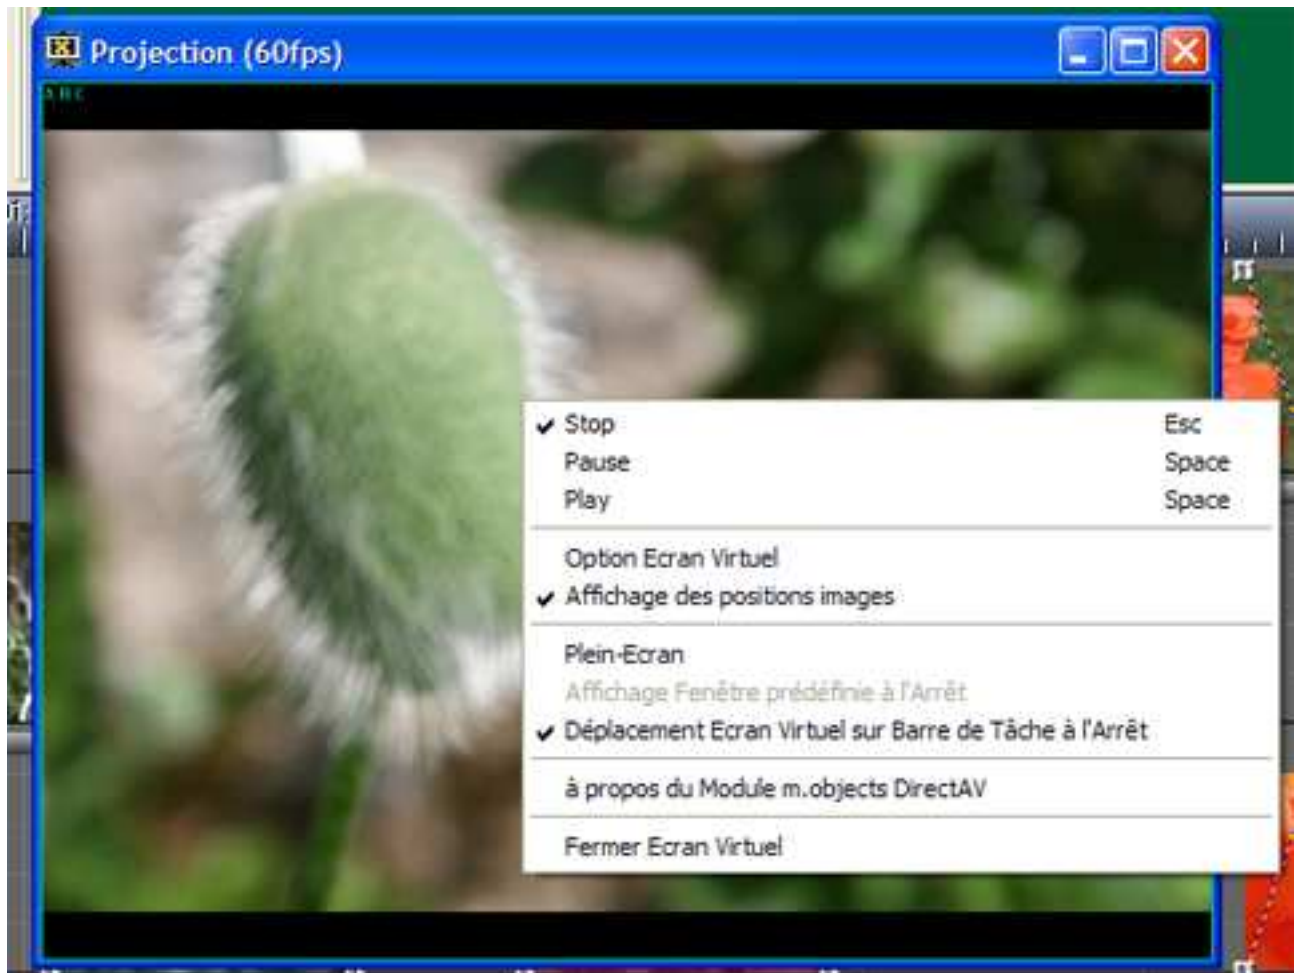 Projection (60fps)
A B C
Stop Esc
Pause Space
Play Space
Option Ecran Virtuel
Affichage des positions images
Plein-Ecran
Affichage Fenêtre prédéfinie à l'Arrêt
Déplacement Ecran Virtuel sur Barre de Tâche à l'Arrêt
à propos du Module m.objects DirectAV
Fermer Ecran Virtuel